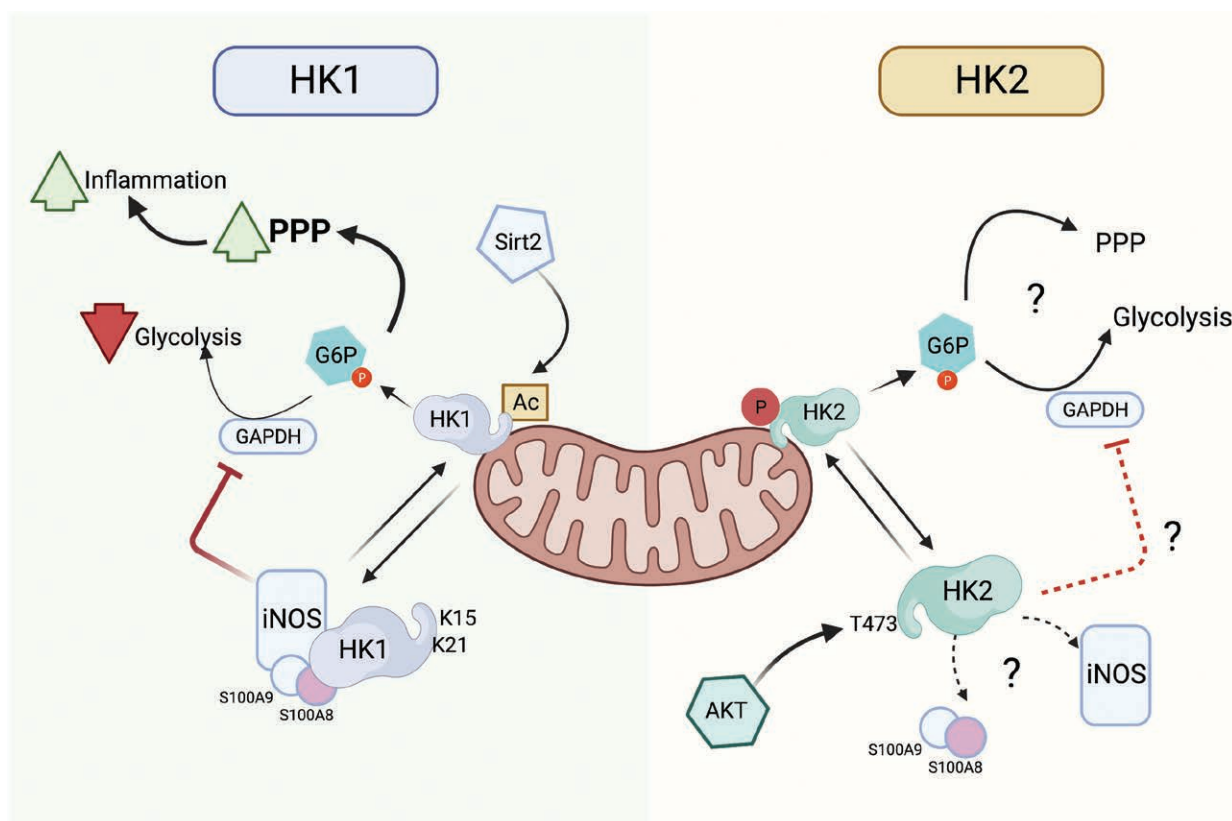 HK1
Inflammation
PPP
Sirt2
Glycolysis
G6P
P
HK1
Ac
GAPDH
iNOS
HK1
K15
K21
S100A9
S100A8
HK2
PPP
?
Glycolysis
G6P
P
P
HK2
GAPDH
?
HK2
T473
AKT
?
iNOS
S100A9
S100A8